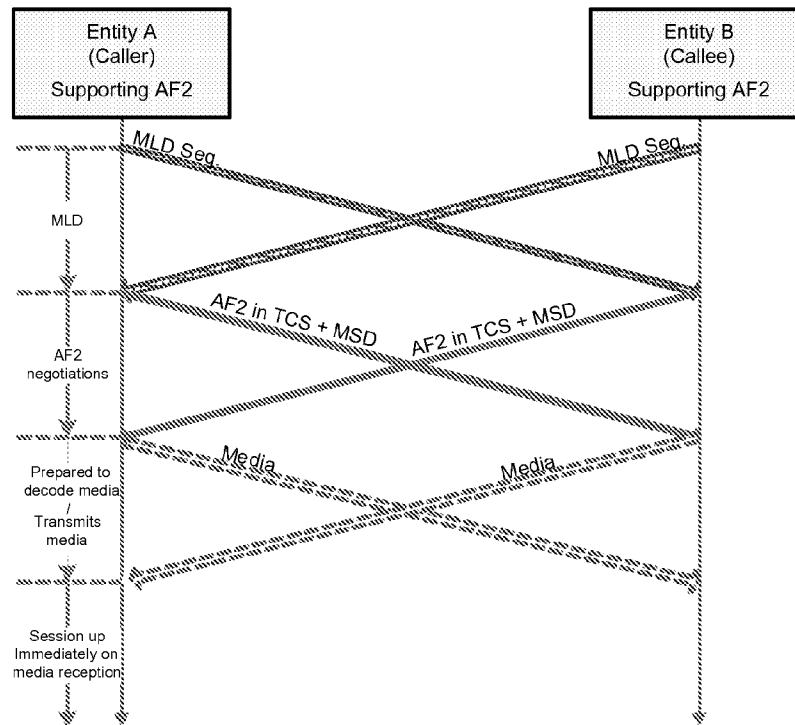 Entity A
(Caller)
Supporting AF2
Entity B
(Callee)
Supporting AF2
MLD Seq.
MLD Seq.
MLD
AF2 in TCS + MSD
AF2 in TCS + MSD
AF2
negotiations
Media
Media
Prepared to
decode media
/
Transmits
media
Session up
Immediately on
media reception